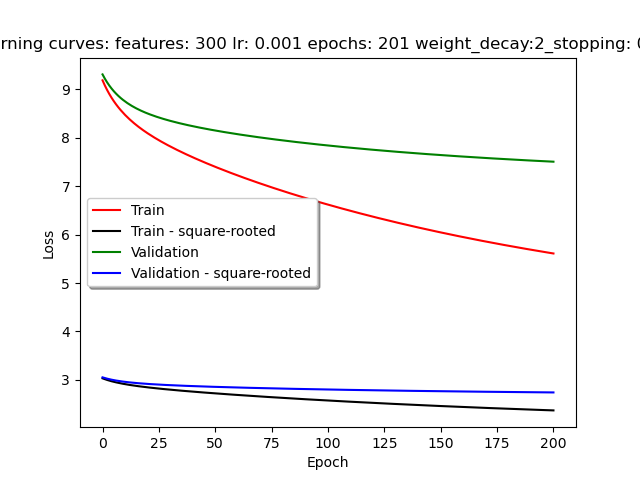 rning curves: features: 300 lr: 0.001 epochs: 201 weight_decay:2_stopping:
9
8
7
6
5
4
3
Loss
Train
Train - square-rooted
Validation
Validation - square-rooted
0 25 50 75 100 125 150 175 200
Epoch